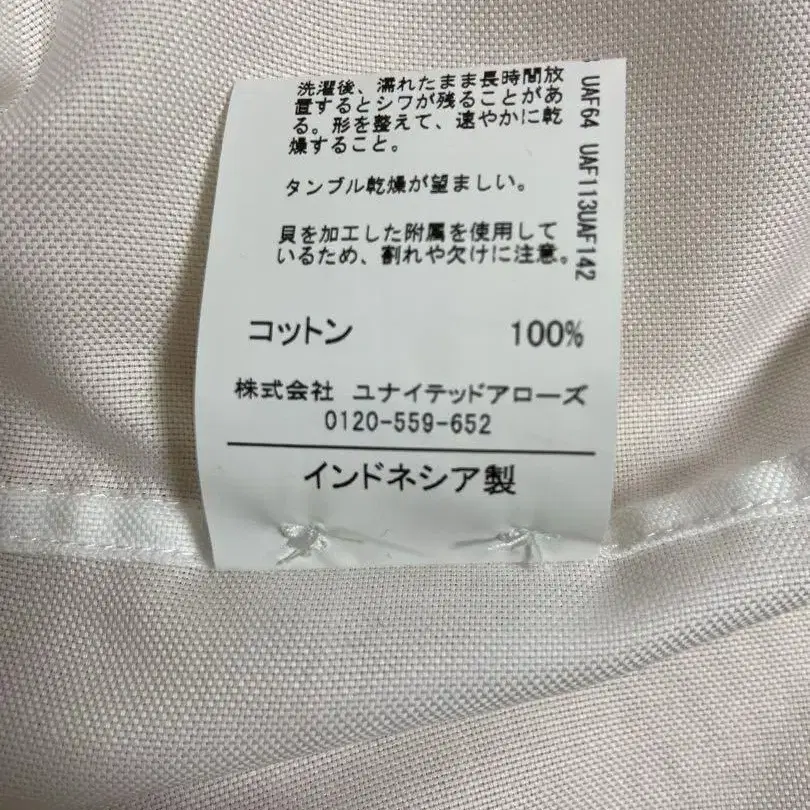 洗濯後、濡れたまま長時間放
置するとシワが残ることがあ
る。形を整えて、速やかに乾
燥すること。
タンブル乾燥が望ましい。
貝を加工した附属を使用して
いるため、割れや欠けに注意。
UAF64 UAF113UAF142
コットン 100%
株式会社 ユナイテッドアローズ
0120-559-652
インドネシア製